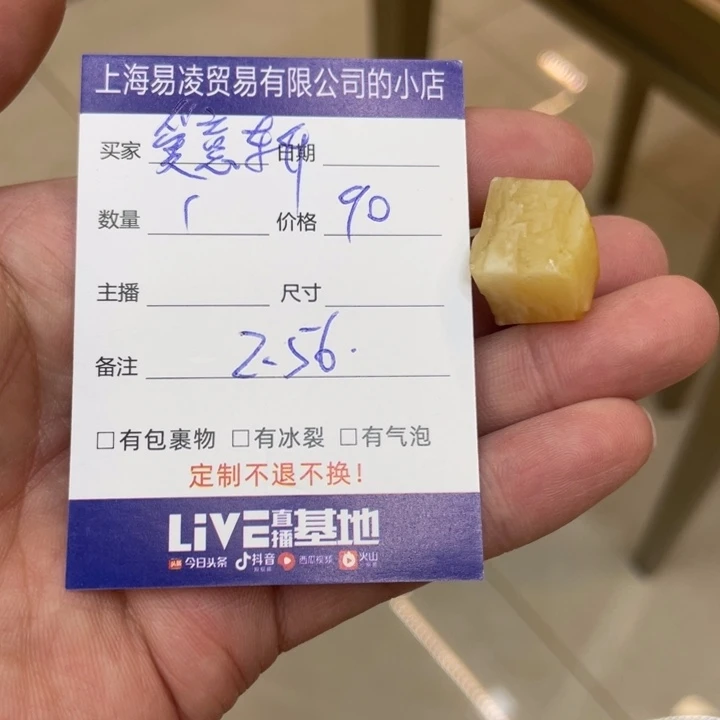 上海易凌贸易有限公司的小店
买家 日期
数量 1 价格 90
主播 尺寸
备注 2.56.
□有包裹物 □有冰裂 □有气泡
定制不退不换！
LiVE直播基地
头条 今日头条 抖音 西瓜视频 火山